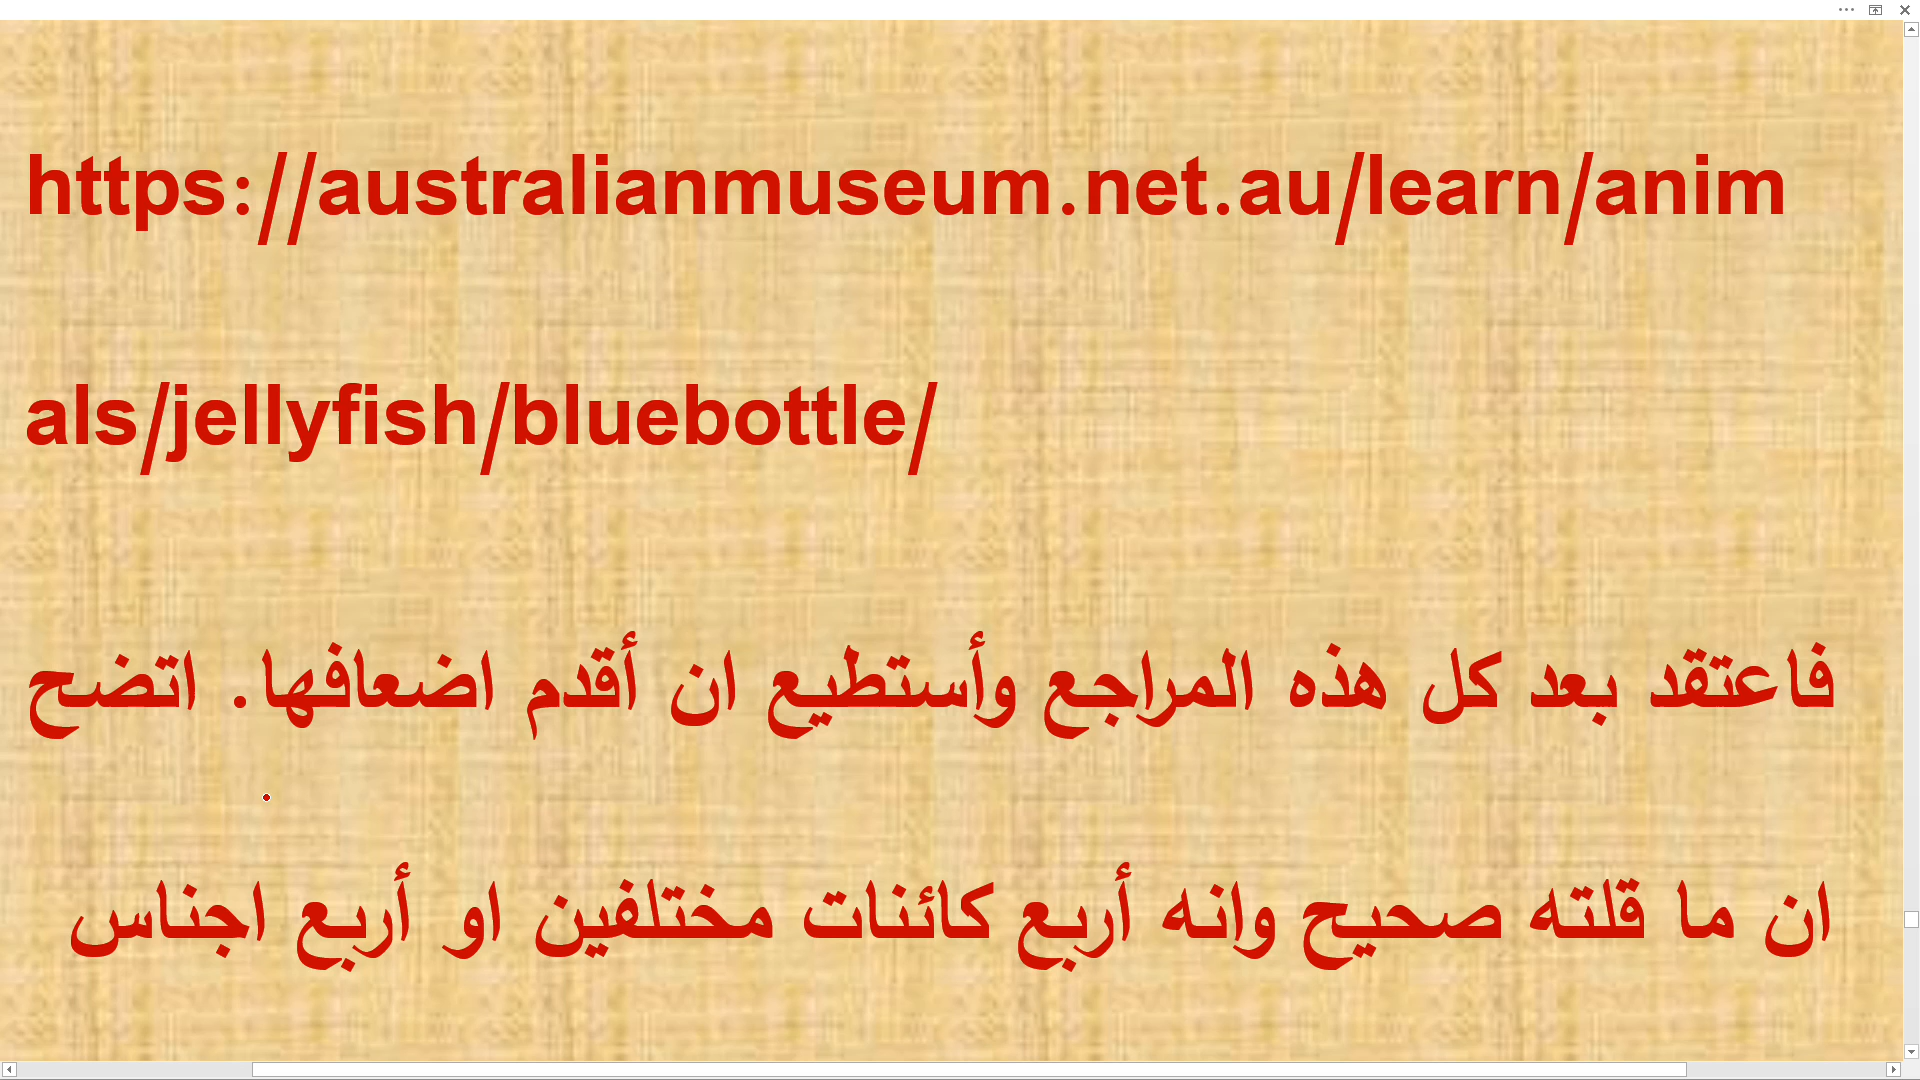 https://australianmuseum.net.au/learn/anim
als/jellyfish/bluebottle/
فاعتقد بعد كل هذه المراجع وأستطيع ان أقدم اضعافها. اتضح
ان ما قلته صحيح وانه أربع كائنات مختلفين او أربع اجناس